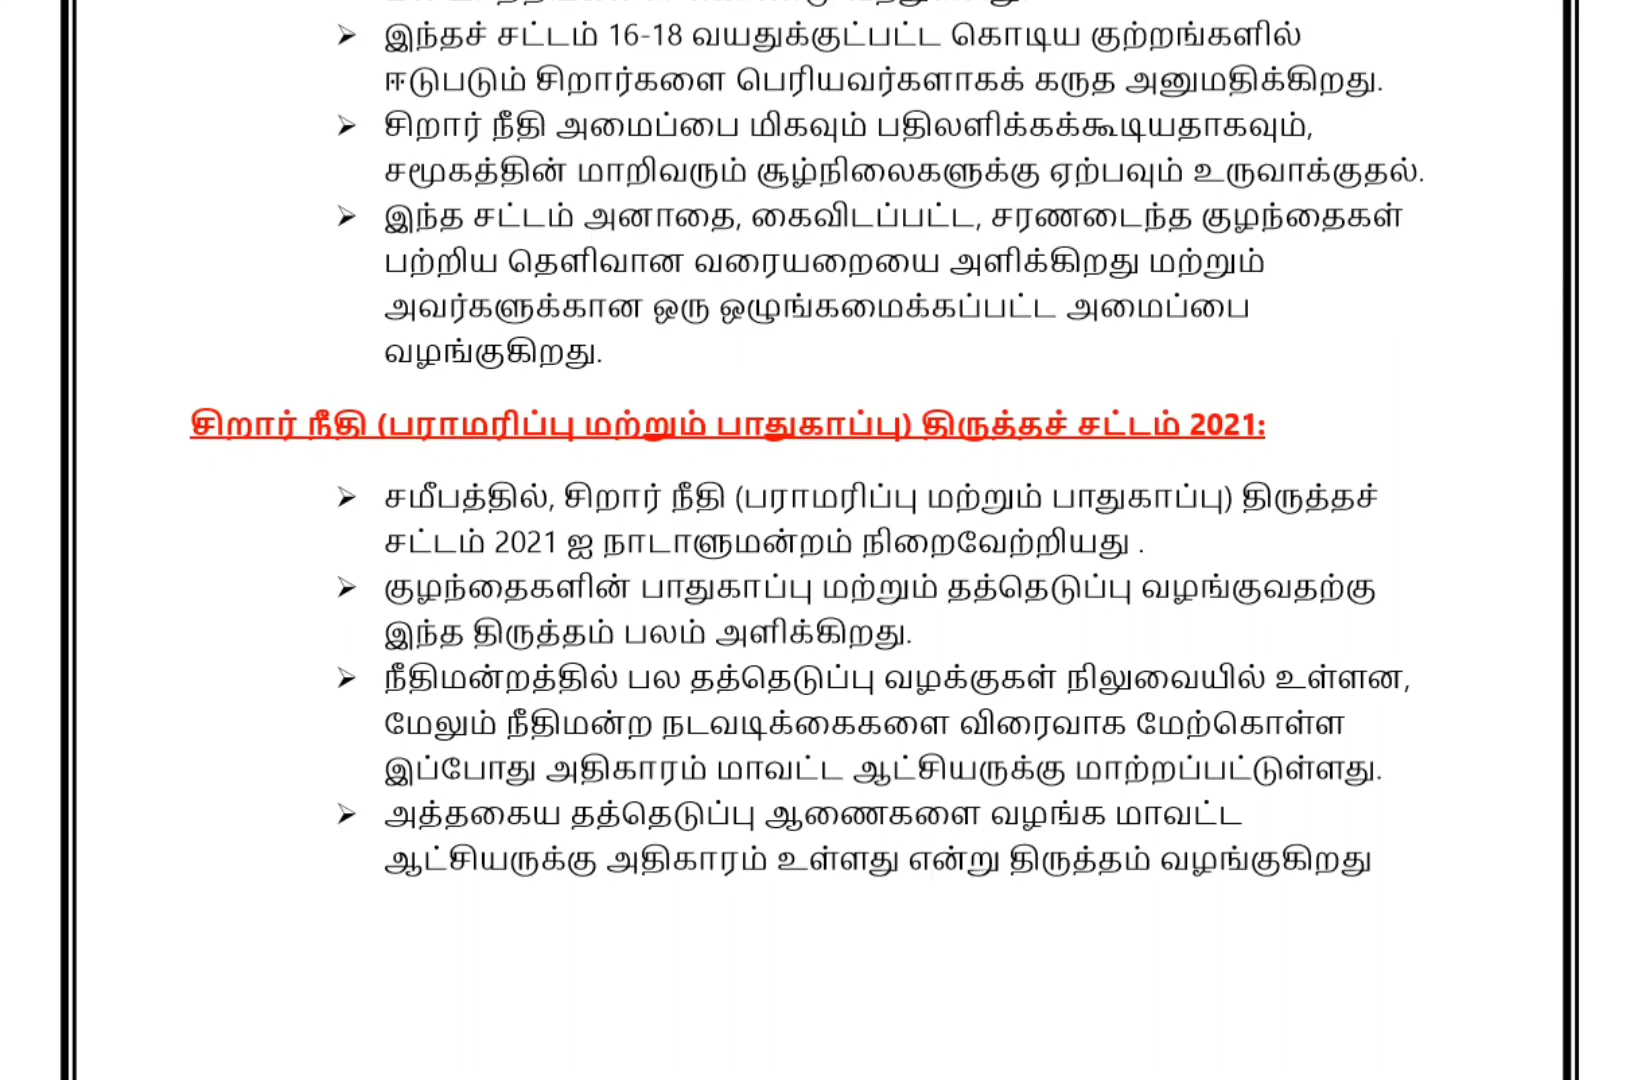 ➤ இந்தச் சட்டம் 16-18 வயதுக்குட்பட்ட கொடிய குற்றங்களில்
ஈடுபடும் சிறார்களை பெரியவர்களாகக் கருத அனுமதிக்கிறது.
➤ சிறார் நீதி அமைப்பை மிகவும் பதிலளிக்கக்கூடியதாகவும்,
சமூகத்தின் மாறிவரும் சூழ்நிலைகளுக்கு ஏற்பவும் உருவாக்குதல்.
➤ இந்த சட்டம் அனாதை, கைவிடப்பட்ட, சரணடைந்த குழந்தைகள்
பற்றிய தெளிவான வரையறையை அளிக்கிறது மற்றும்
அவர்களுக்கான ஒரு ஒழுங்கமைக்கப்பட்ட அமைப்பை
வழங்குகிறது.
சிறார் நீதி (பராமரிப்பு மற்றும் பாதுகாப்பு) திருத்தச் சட்டம் 2021:
➤ சமீபத்தில், சிறார் நீதி (பராமரிப்பு மற்றும் பாதுகாப்பு) திருத்தச்
சட்டம் 2021 ஐ நாடாளுமன்றம் நிறைவேற்றியது .
➤ குழந்தைகளின் பாதுகாப்பு மற்றும் தத்தெடுப்பு வழங்குவதற்கு
இந்த திருத்தம் பலம் அளிக்கிறது.
➤ நீதிமன்றத்தில் பல தத்தெடுப்பு வழக்குகள் நிலுவையில் உள்ளன,
மேலும் நீதிமன்ற நடவடிக்கைகளை விரைவாக மேற்கொள்ள
இப்போது அதிகாரம் மாவட்ட ஆட்சியருக்கு மாற்றப்பட்டுள்ளது.
➤ அத்தகைய தத்தெடுப்பு ஆணைகளை வழங்க மாவட்ட
ஆட்சியருக்கு அதிகாரம் உள்ளது என்று திருத்தம் வழங்குகிறது